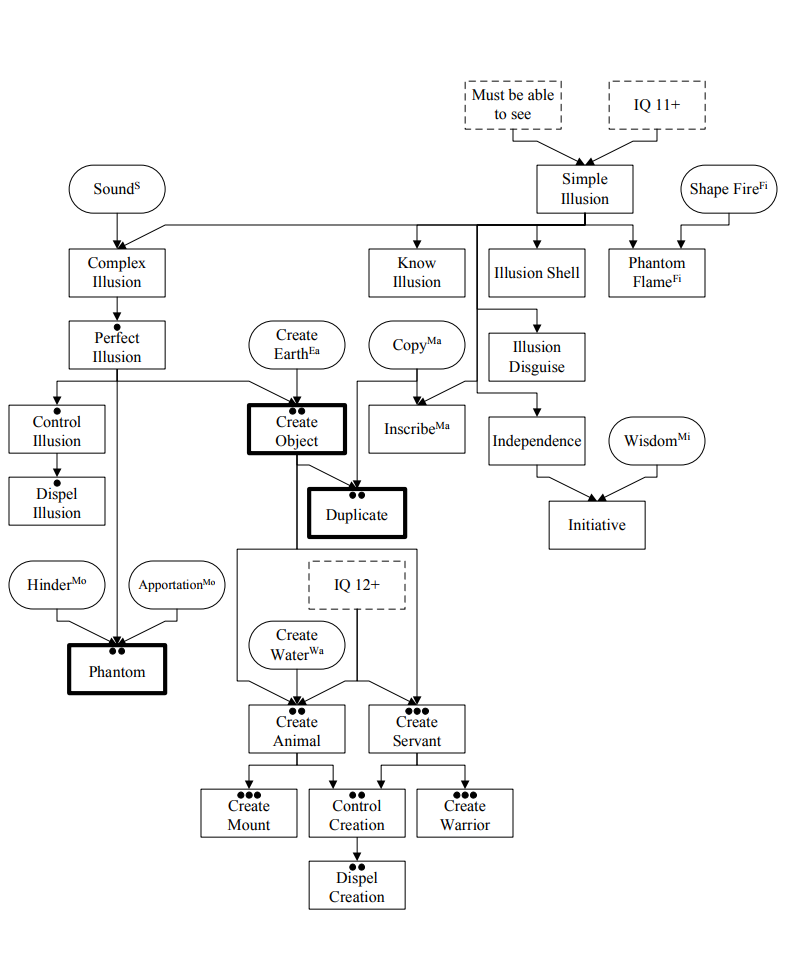 Must be able
to see
IQ 11+
Simple
Illusion
Sound^S
Shape Fire^Fi
Complex
Illusion
Know
Illusion
Illusion Shell
Phantom
Flame^Fi
Perfect
Illusion
Create
Earth^Ea
Copy^Ma
Illusion
Disguise
Control
Illusion
Create
Object
Inscribe^Ma
Independence
Wisdom^Mi
Dispel
Illusion
Duplicate
Initiative
Hinder^Mo
Apportation^Mo
IQ 12+
Create
Water^Wa
Phantom
Create
Animal
Create
Servant
Create
Mount
Control
Creation
Create
Warrior
Dispel
Creation